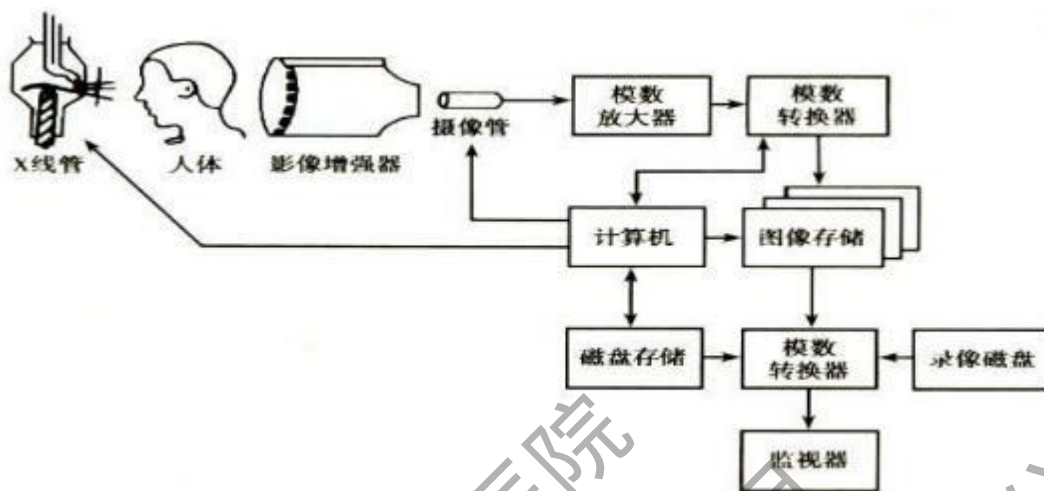 X线管
人体
影像增强器
摄像管
模数
放大器
模数
转换器
计算机
图像存储
磁盘存储
模数
转换器
录像磁盘
监视器
医院